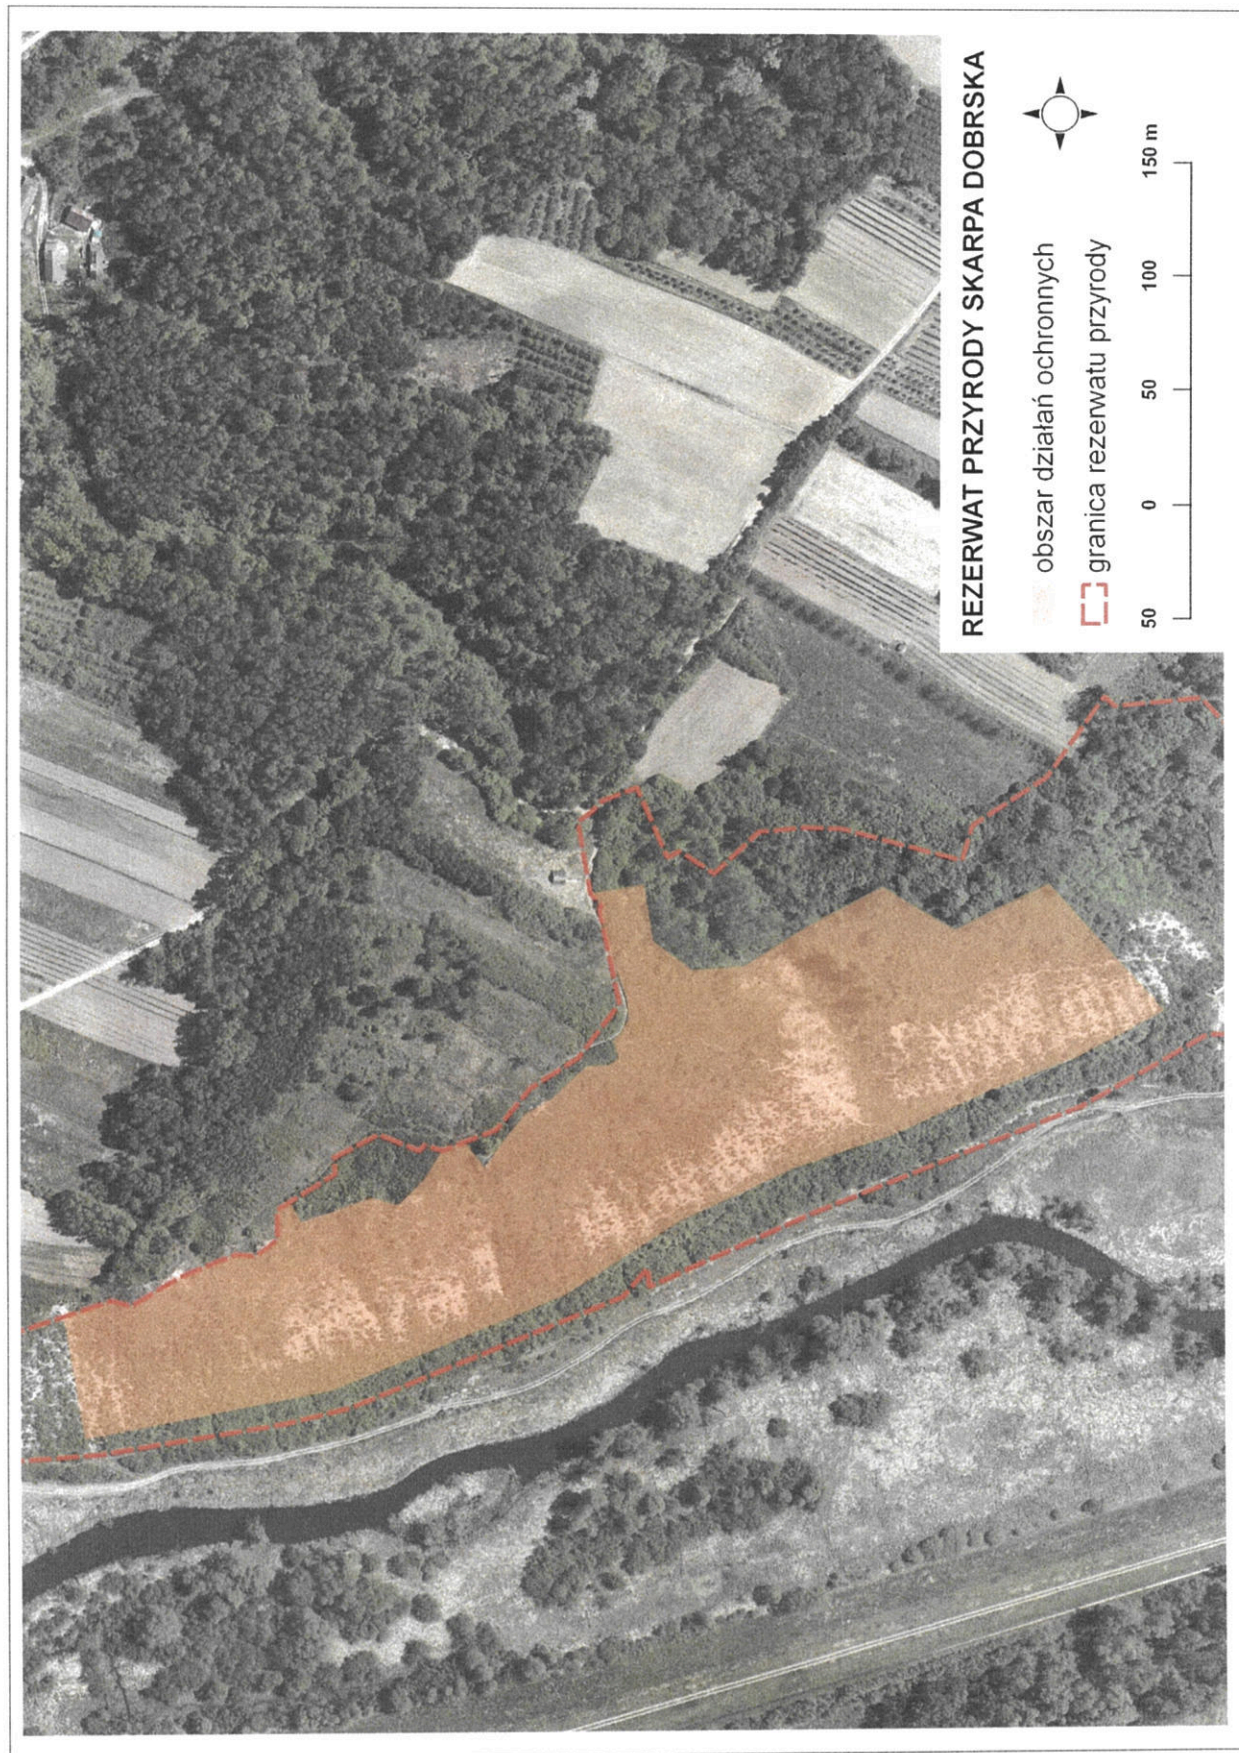 REZERWAT PRZYRODY SKARPA DOBRSKA
obszar działań ochronnych
granica rezerwatu przyrody
50 0 50 100 150 m